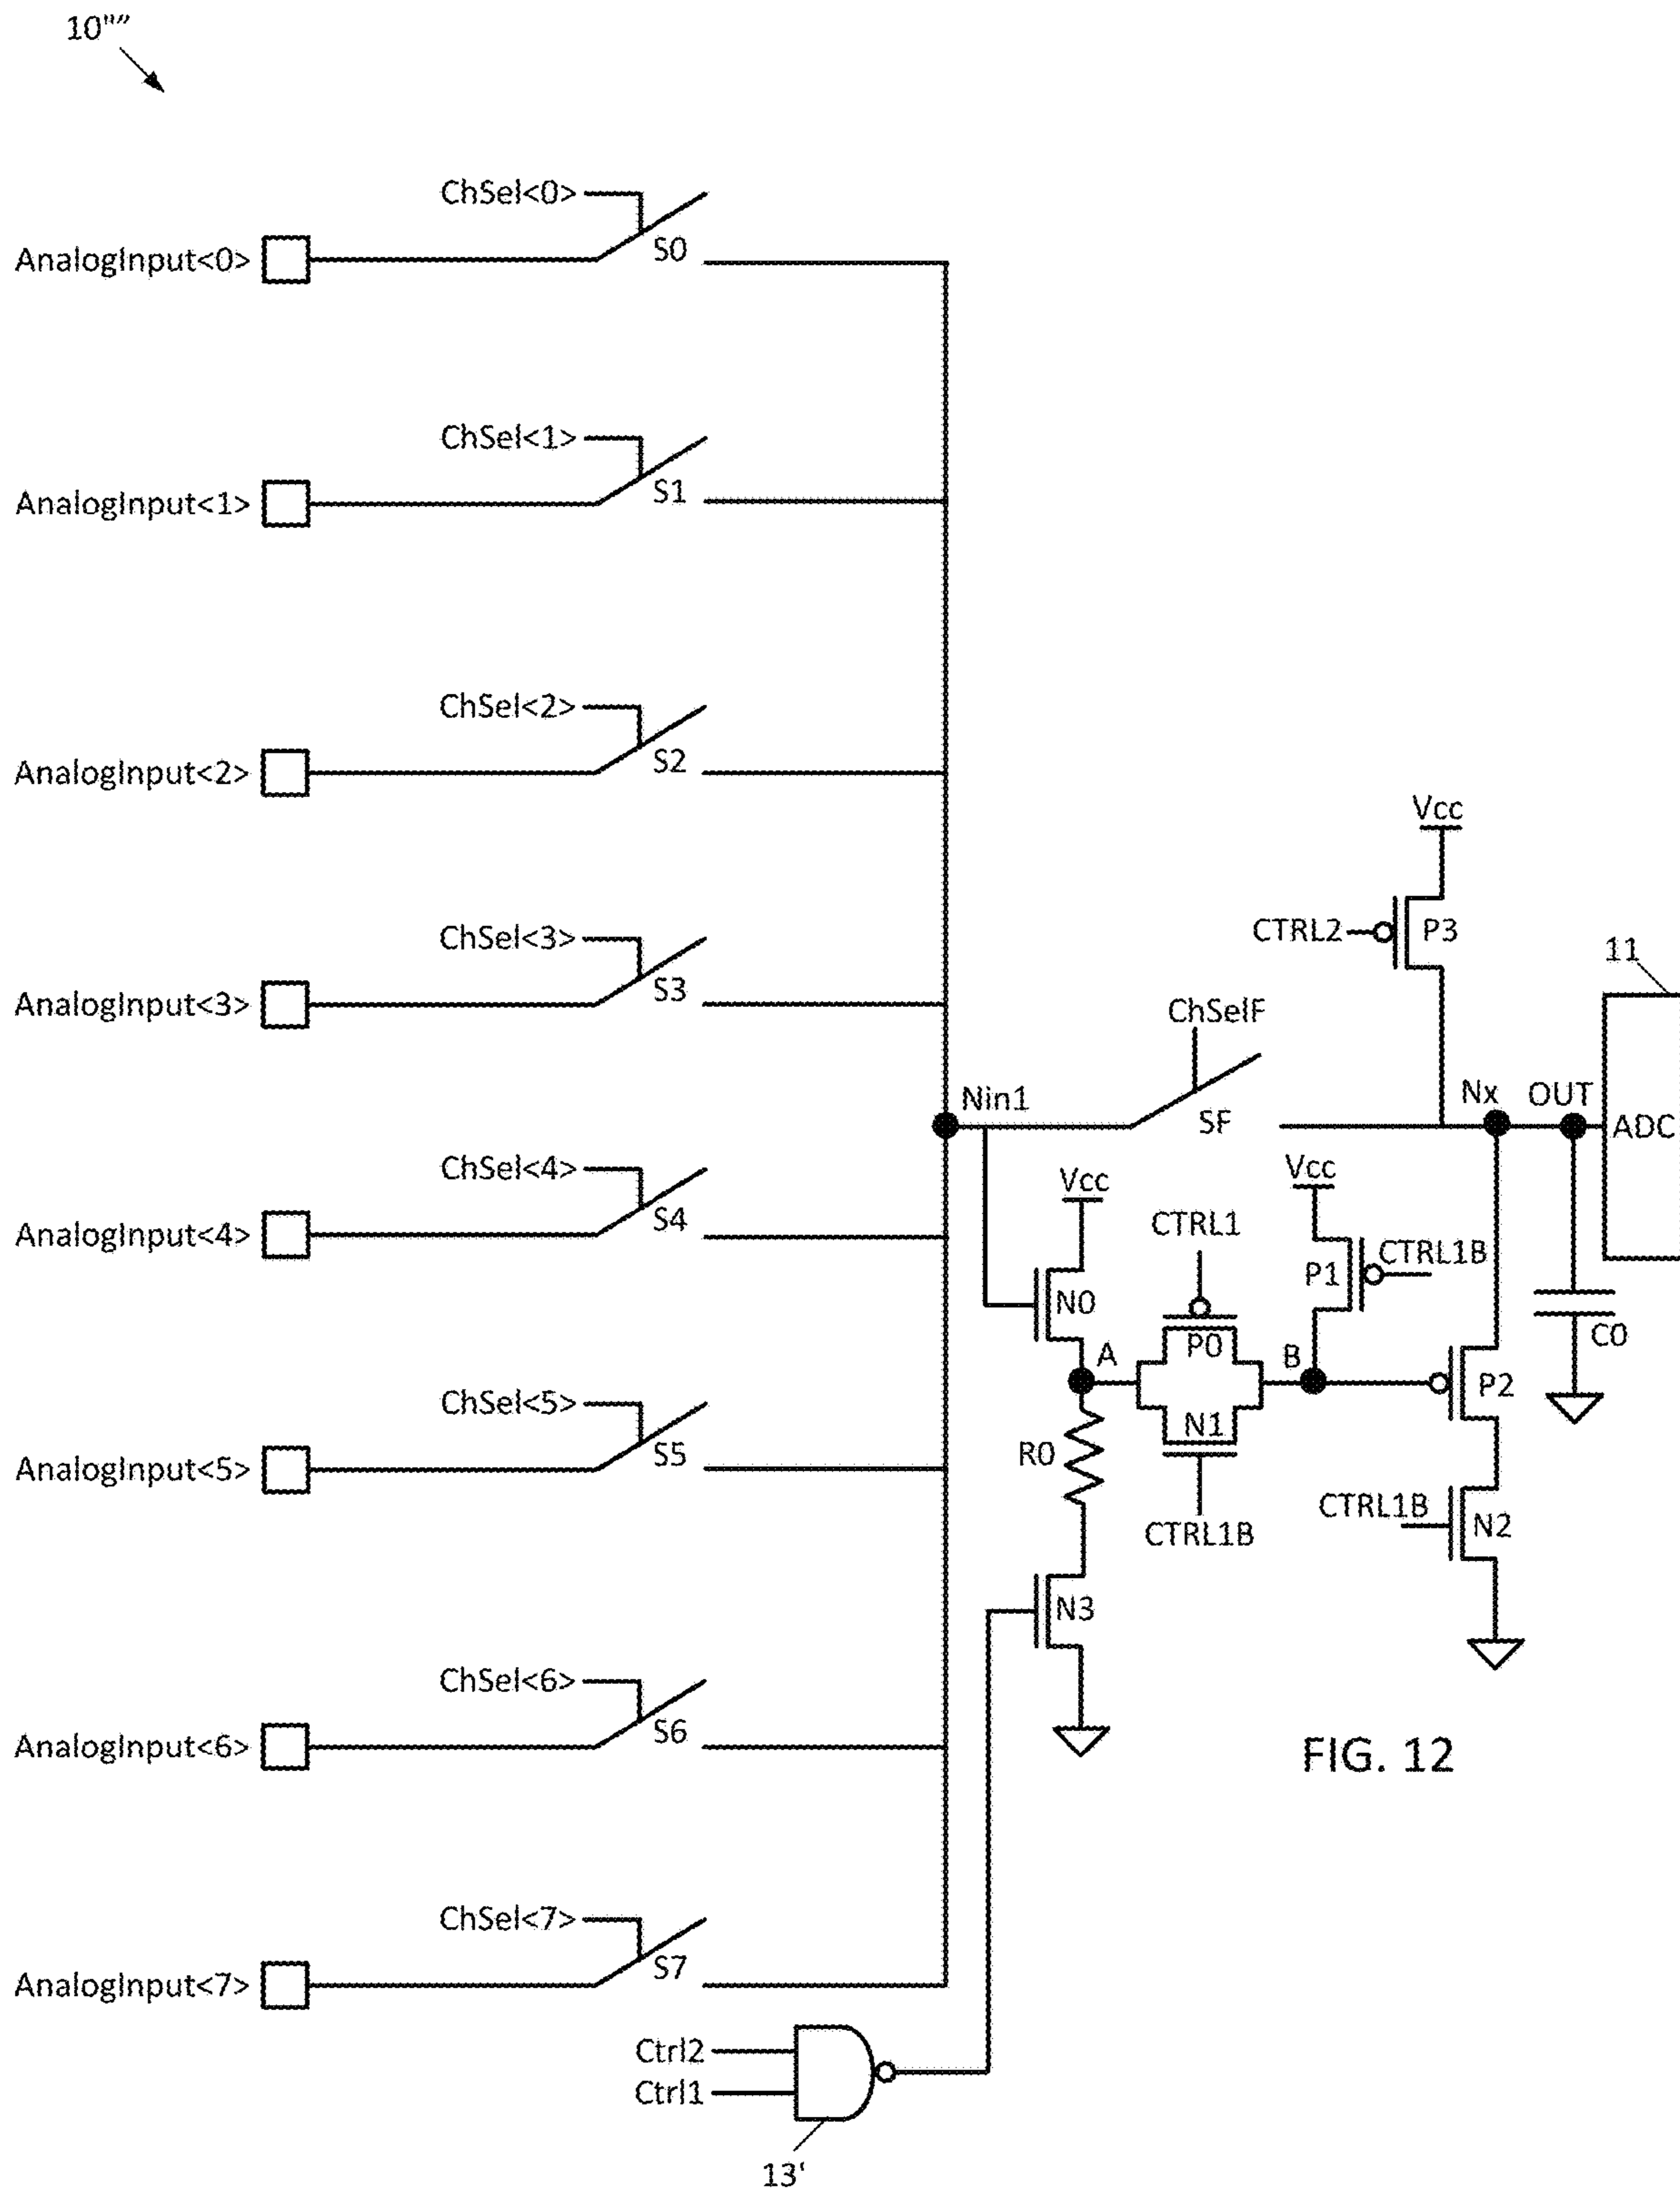 10""
ChSel<0>
AnalogInput<0>
S0
ChSel<1>
AnalogInput<1>
S1
ChSel<2>
AnalogInput<2>
S2
Vcc
CTRL2
P3
ChSel<3>
AnalogInput<3>
S3
11
ChSelF
Nin1
SF
Nx
OUT
ADC
ChSel<4>
AnalogInput<4>
S4
Vcc
Vcc
CTRL1
P1
CTRL1B
N0
P0
C0
A
B
P2
ChSel<5>
AnalogInput<5>
S5
R0
N1
CTRL1B
CTRL1B
N2
N3
ChSel<6>
AnalogInput<6>
S6
FIG. 12
ChSel<7>
AnalogInput<7>
S7
Ctrl2
Ctrl1
13'